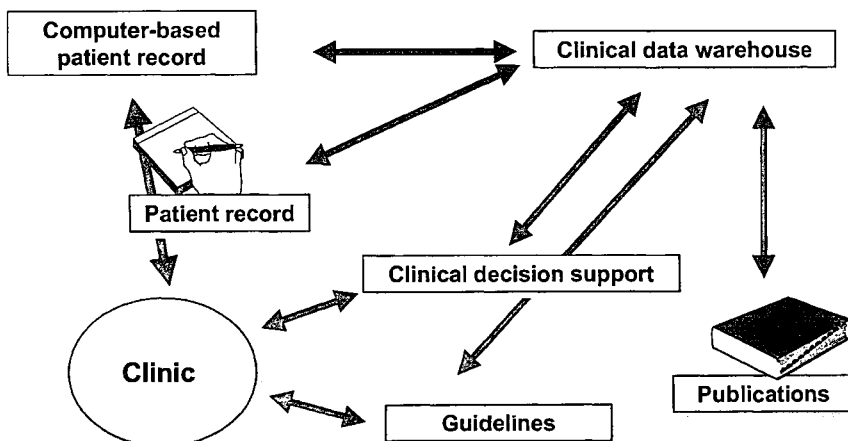 Computer-based
patient record
Clinical data warehouse
Patient record
Clinical decision support
Clinic
Publications
Guidelines